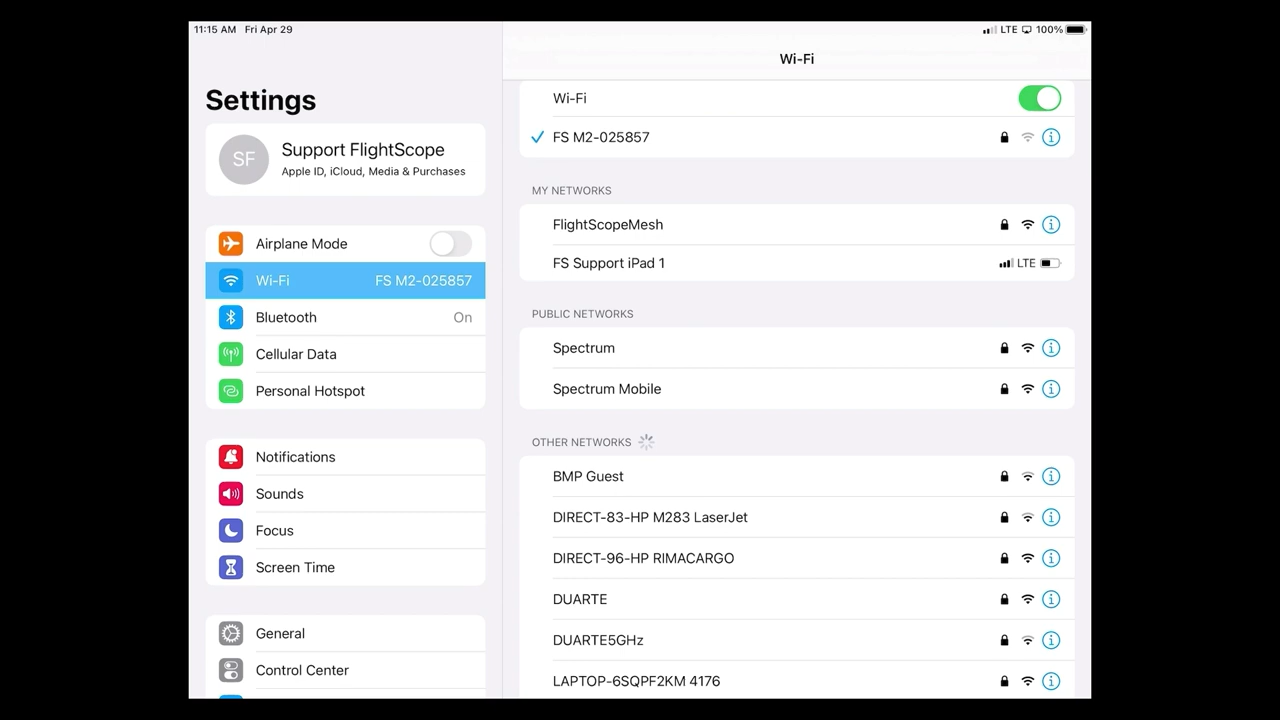 11:15 AM Fri Apr 29
LTE 100%
Settings
SF
Support FlightScope
Apple ID, iCloud, Media & Purchases
Airplane Mode
Wi-Fi FS M2-025857
Bluetooth On
Cellular Data
Personal Hotspot
Notifications
Sounds
Focus
Screen Time
General
Control Center
Wi-Fi
Wi-Fi
FS M2-025857
MY NETWORKS
FlightScopeMesh
FS Support iPad 1 LTE
PUBLIC NETWORKS
Spectrum
Spectrum Mobile
OTHER NETWORKS
BMP Guest
DIRECT-83-HP M283 LaserJet
DIRECT-96-HP RIMACARGO
DUARTE
DUARTE5GHz
LAPTOP-6SQPF2KM 4176